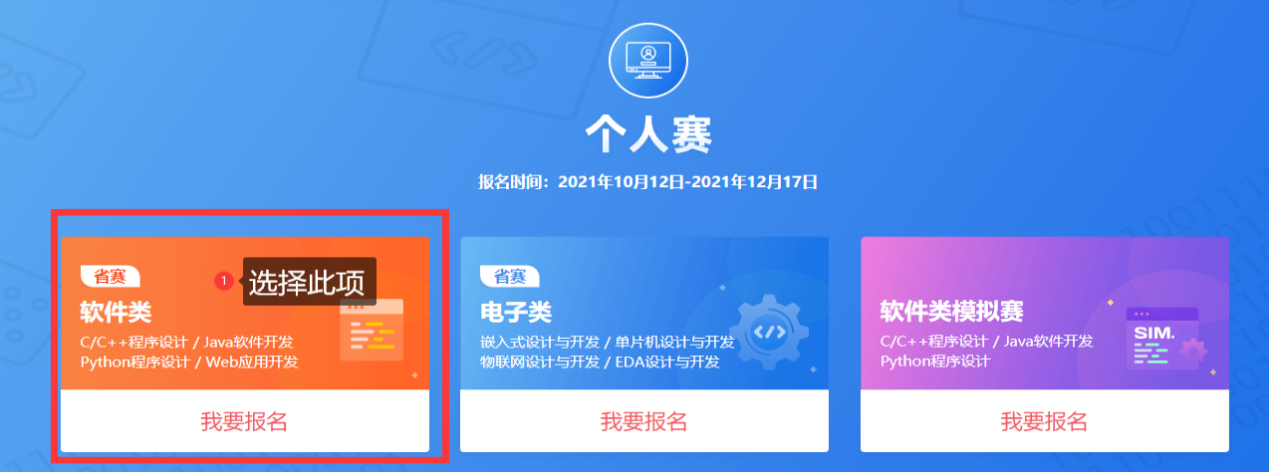 个人赛
报名时间：2021年10月12日-2021年12月17日
省赛
1
选择此项
软件类
C/C++程序设计 / Java软件开发
Python程序设计 / Web应用开发
我要报名
省赛
电子类
嵌入式设计与开发 / 单片机设计与开发
物联网设计与开发 / EDA设计与开发
我要报名
软件类模拟赛
C/C++程序设计 / Java软件开发
Python程序设计
SIM.
我要报名